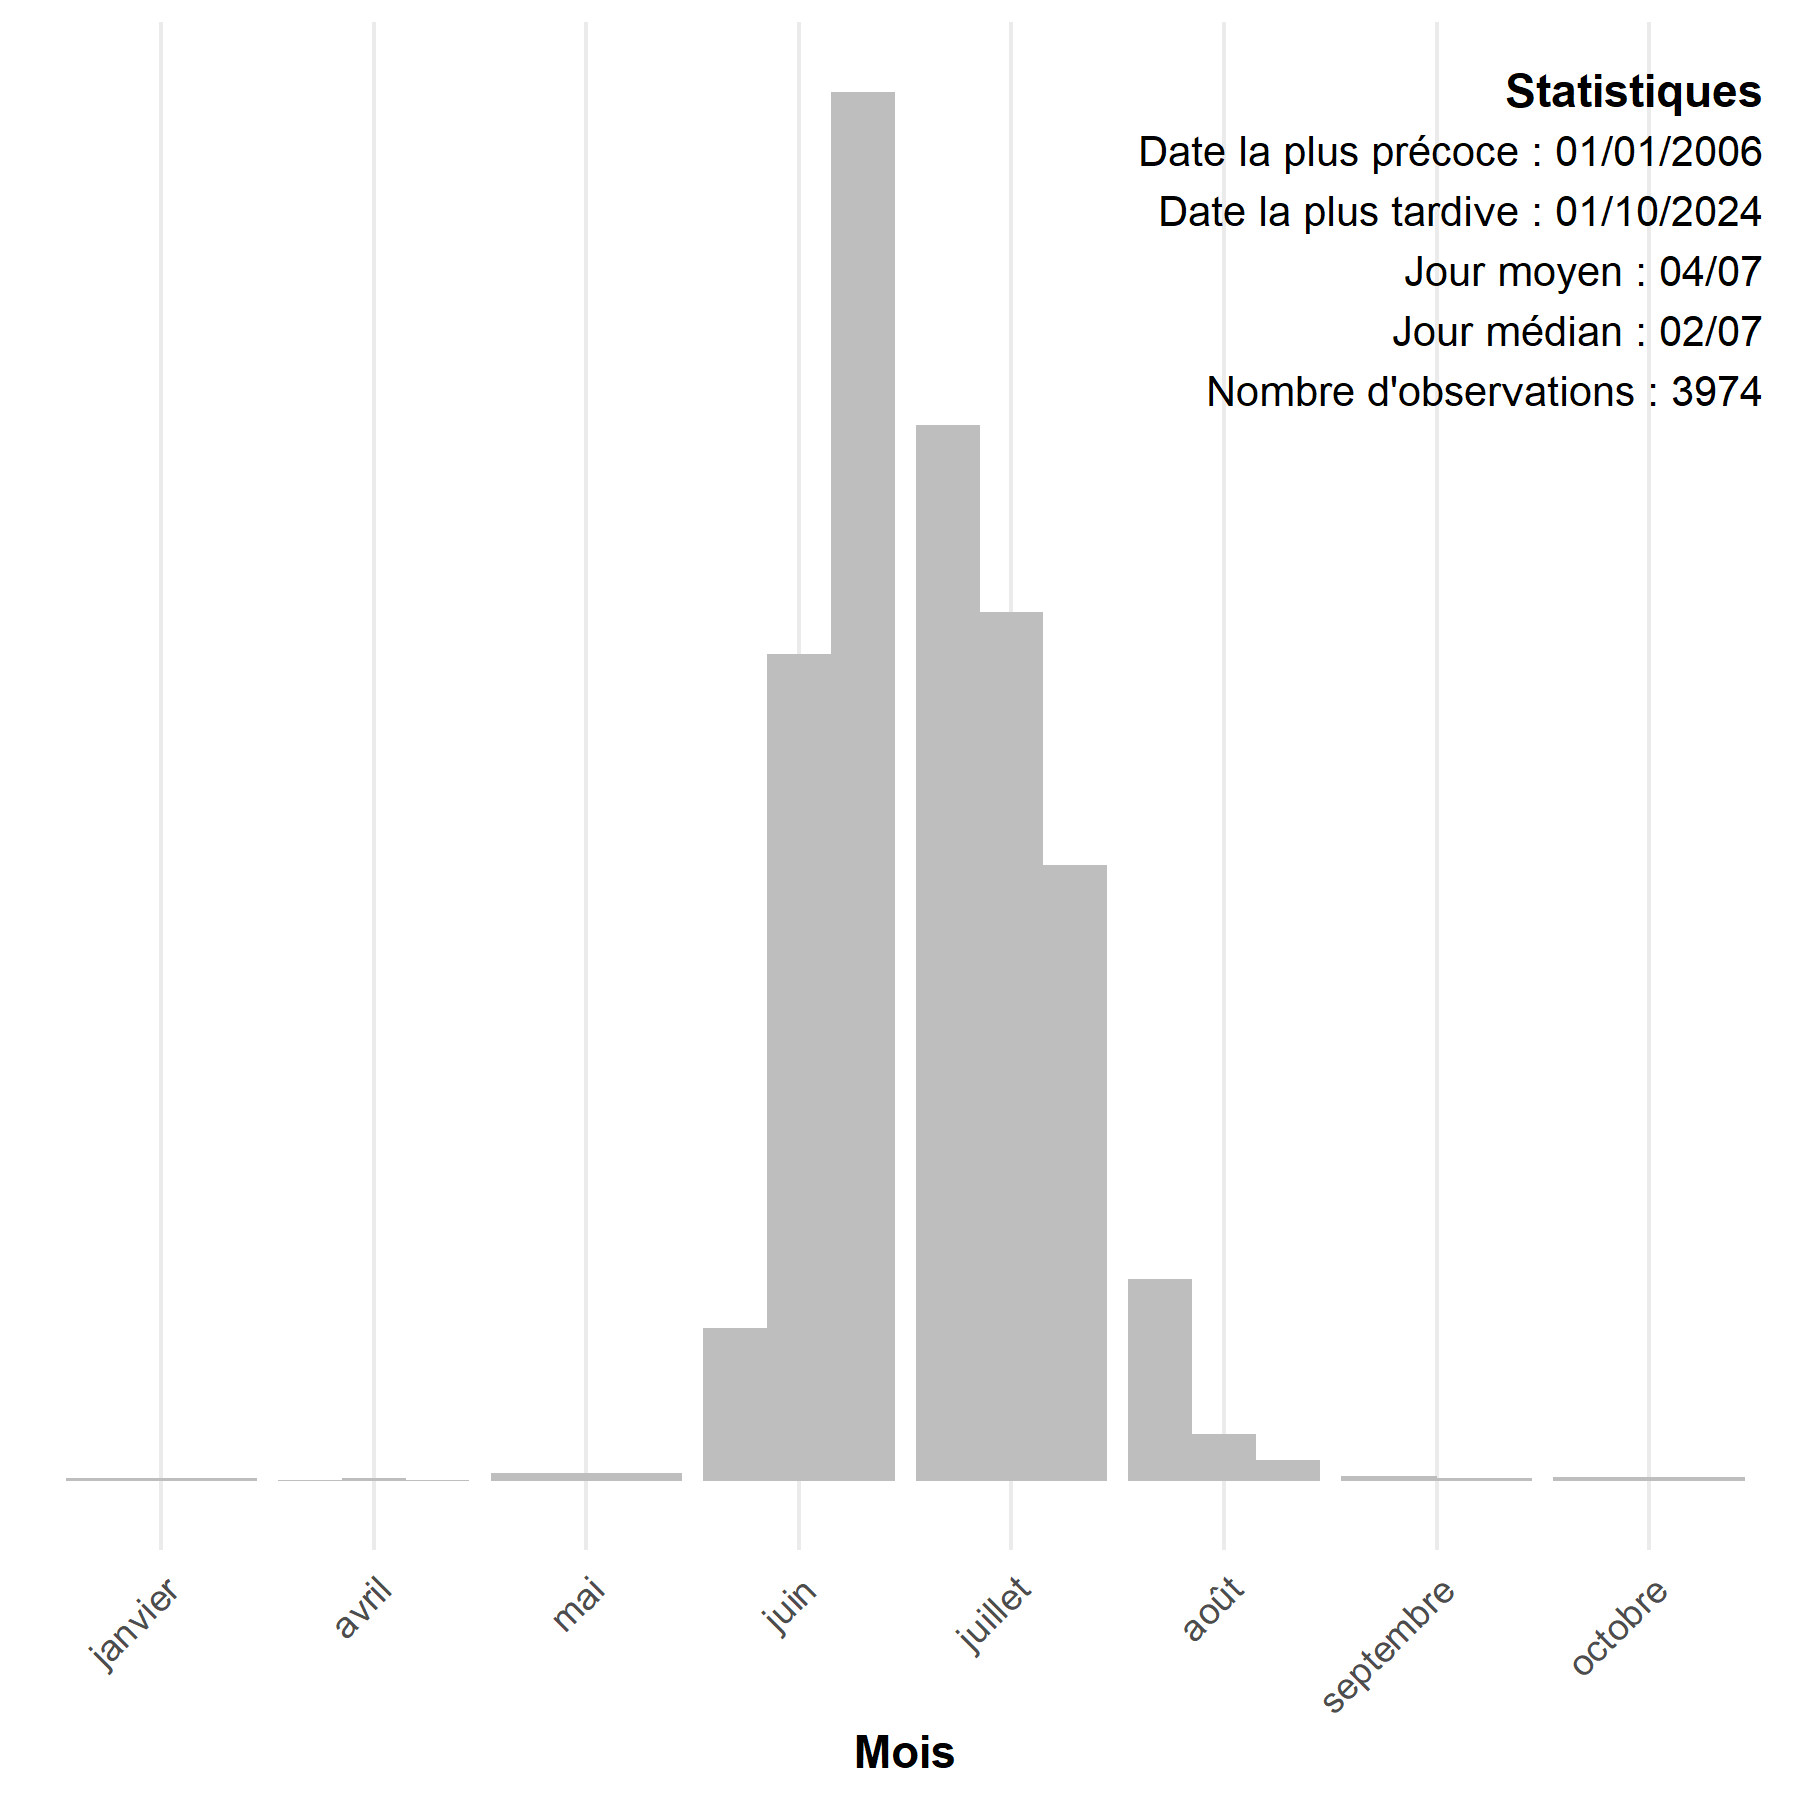 Statistiques
Date la plus précoce : 01/01/2006
Date la plus tardive : 01/10/2024
Jour moyen : 04/07
Jour médian : 02/07
Nombre d'observations : 3974
janvier
avril
mai
juin
juillet
août
septembre
octobre
Mois